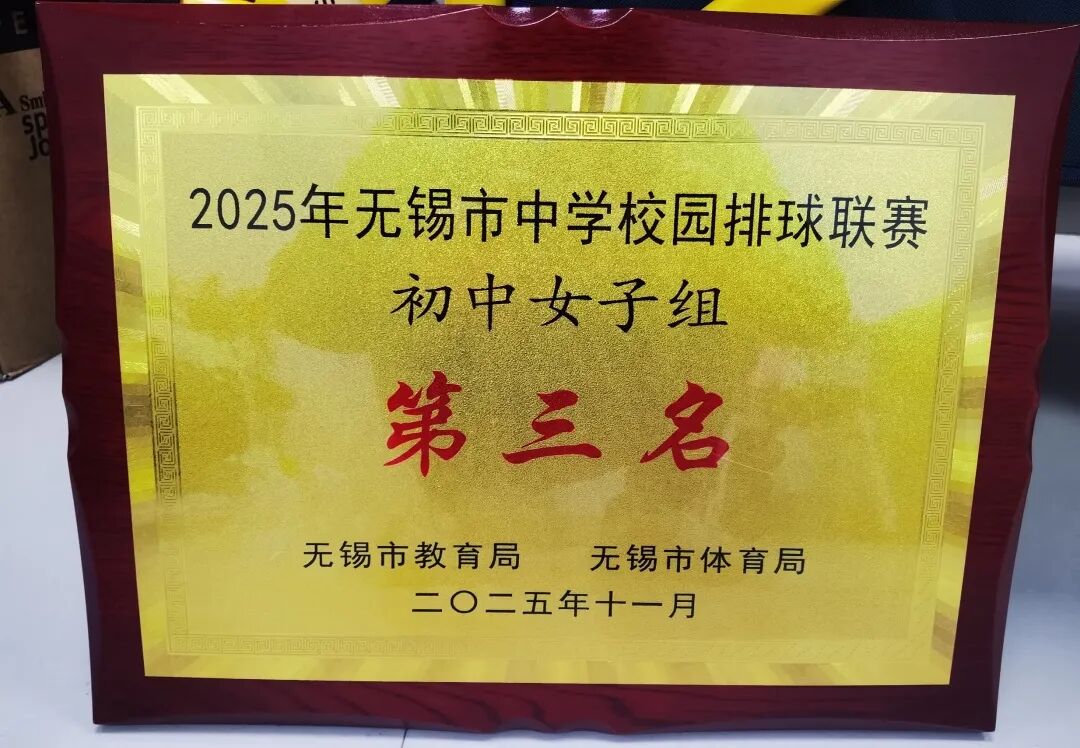 2025年无锡市中学校园排球联赛
初中女子组
第三名
无锡市教育局 无锡市体育局
二〇二五年十一月